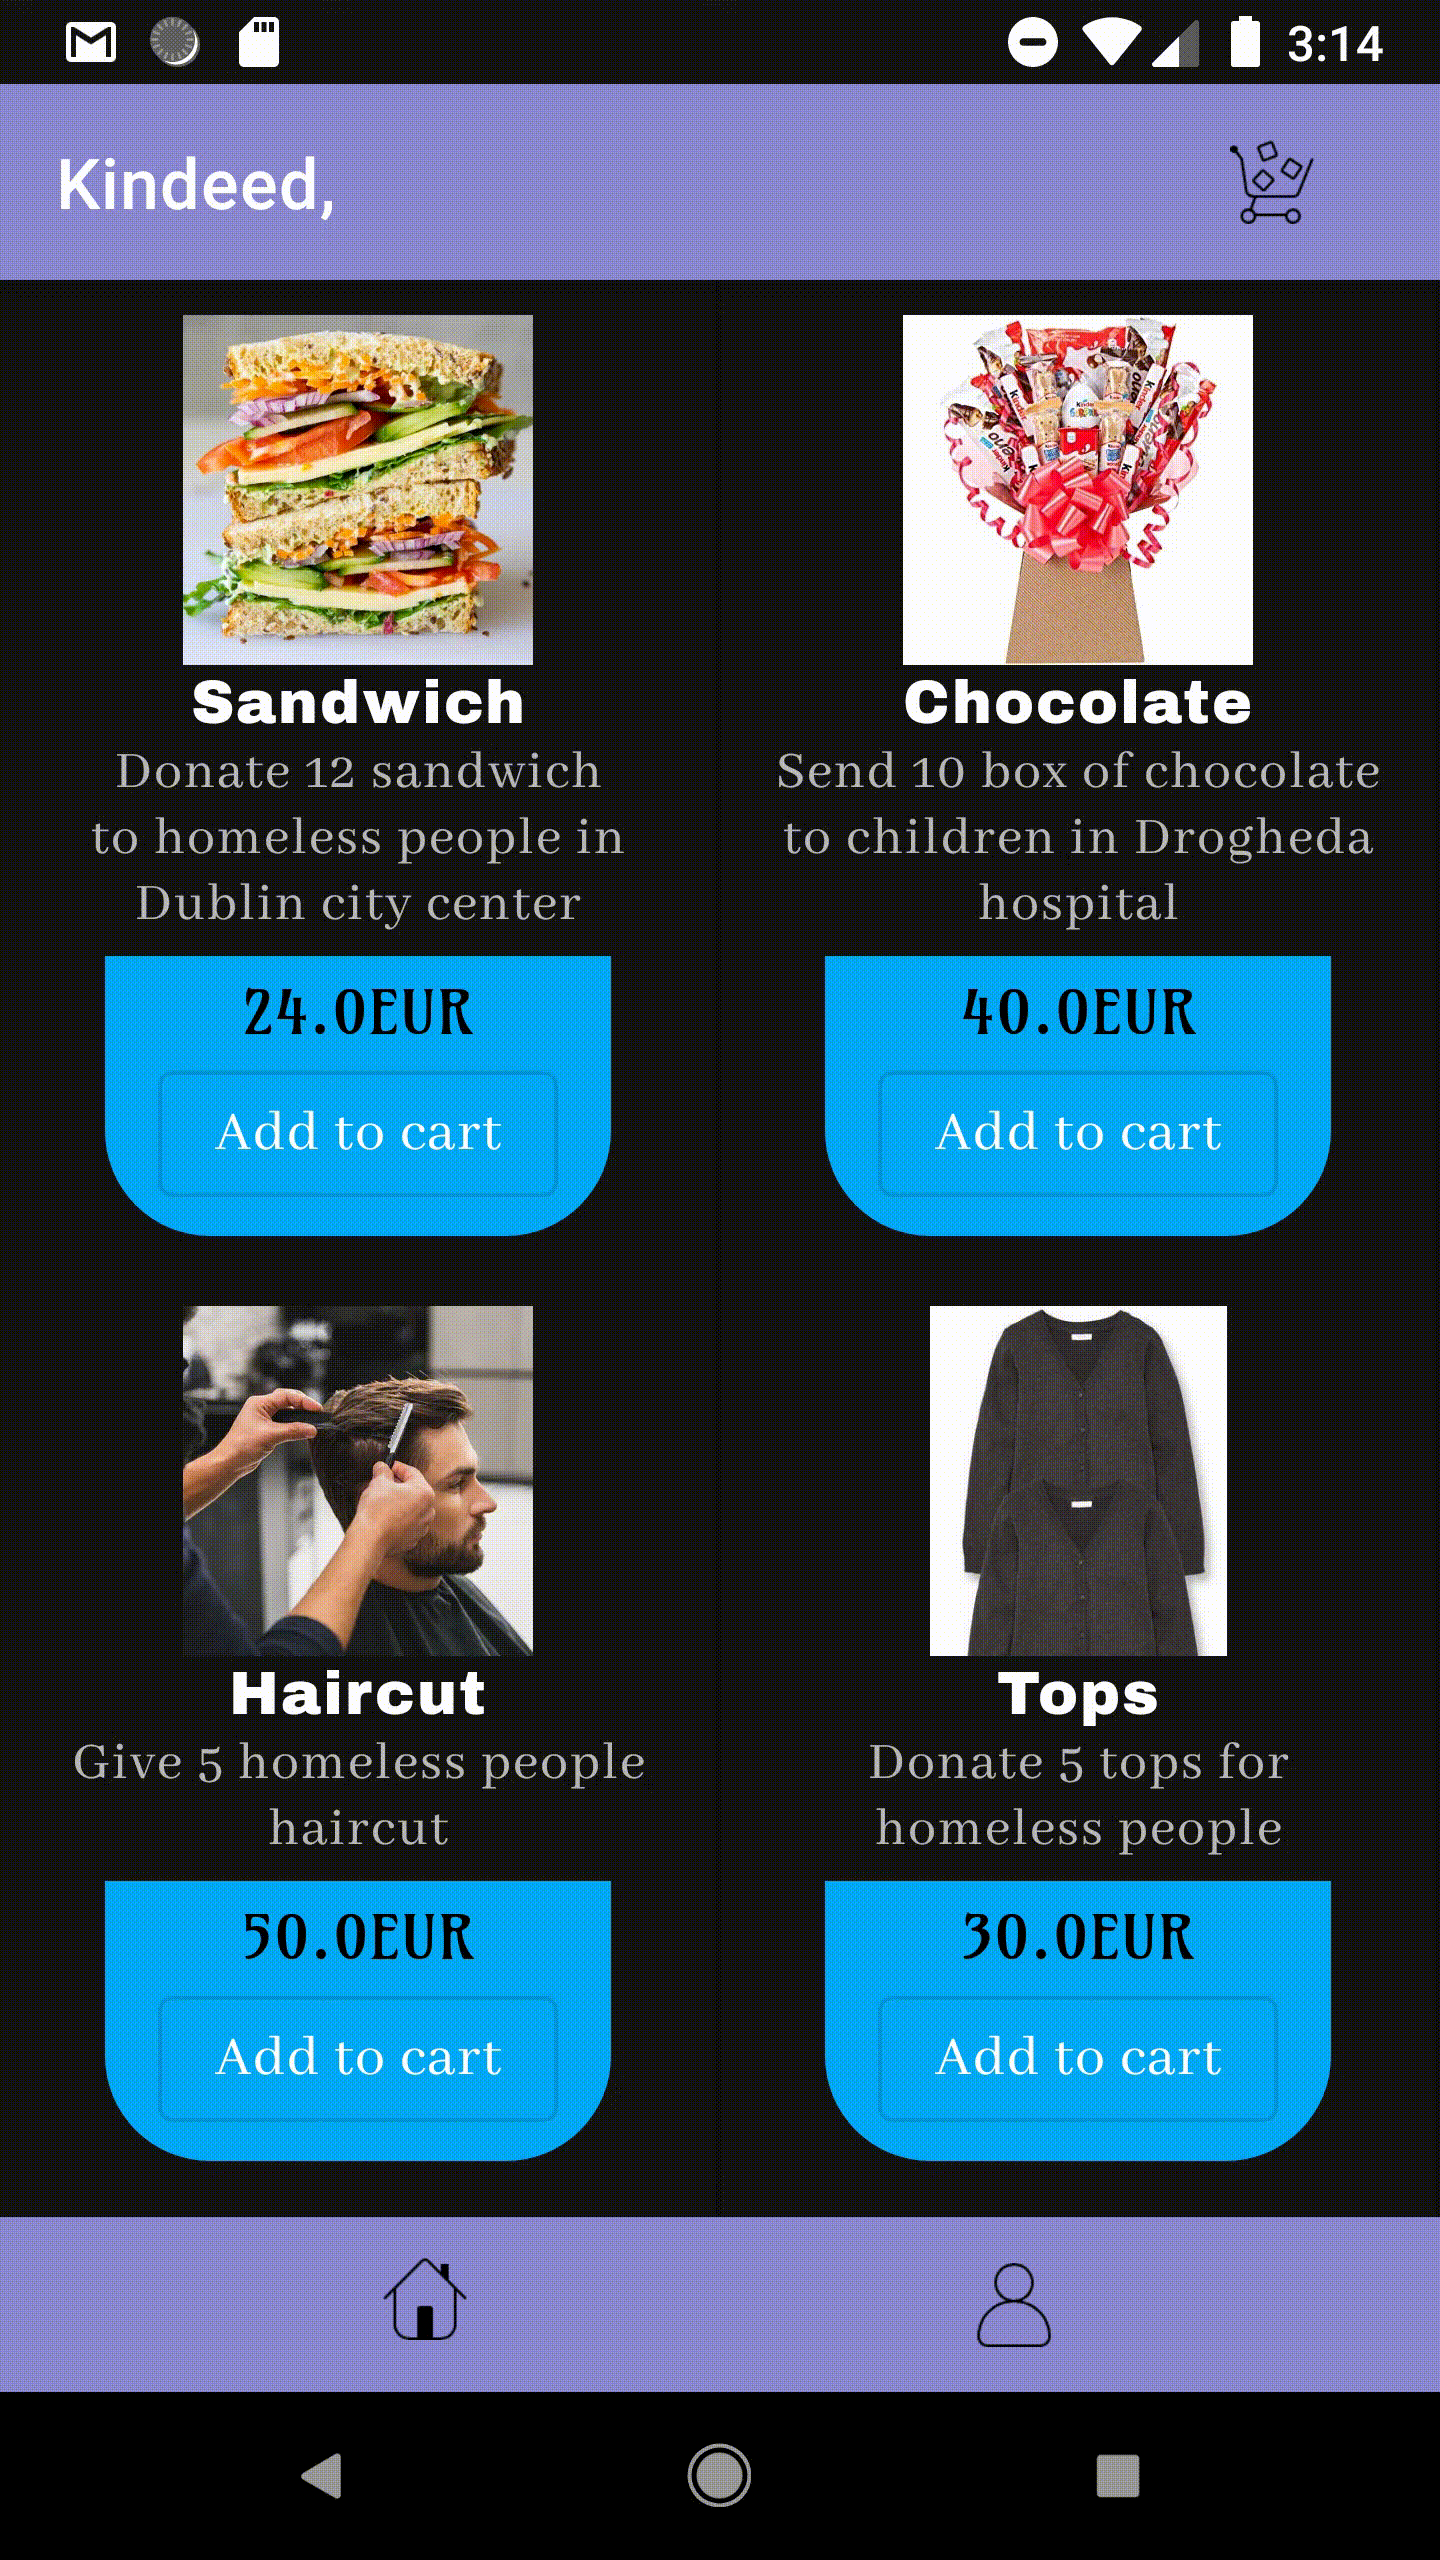 3:14
Kindeed,
Sandwich
Donate 12 sandwich
to homeless people in
Dublin city center
24.0EUR
Add to cart
Chocolate
Send 10 box of chocolate
to children in Drogheda
hospital
40.0EUR
Add to cart
Haircut
Give 5 homeless people
haircut
50.0EUR
Add to cart
Tops
Donate 5 tops for
homeless people
30.0EUR
Add to cart